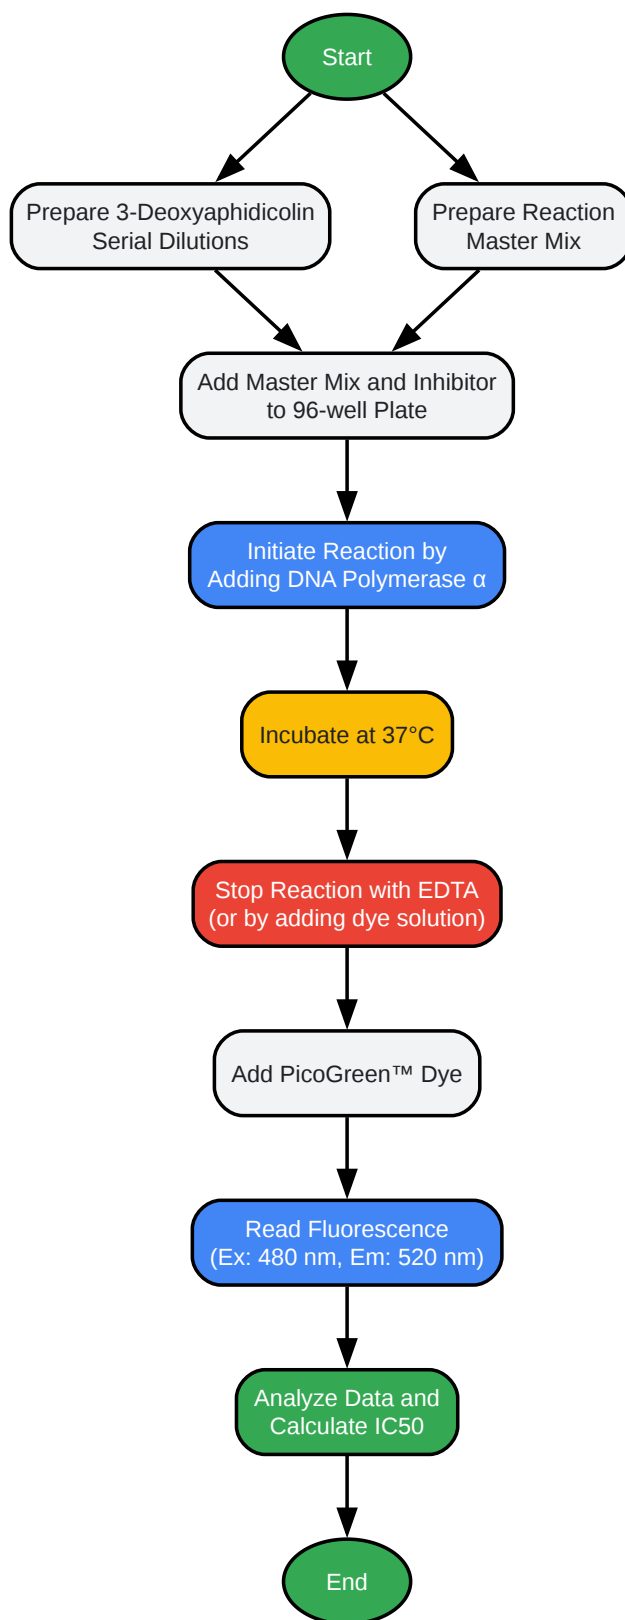 Start
Prepare 3-Deoxyaphidicolin
Serial Dilutions
Prepare Reaction
Master Mix
Add Master Mix and Inhibitor
to 96-well Plate
Initiate Reaction by
Adding DNA Polymerase α
Incubate at 37°C
Stop Reaction with EDTA
(or by adding dye solution)
Add PicoGreen™ Dye
Read Fluorescence
(Ex: 480 nm, Em: 520 nm)
Analyze Data and
Calculate IC50
End